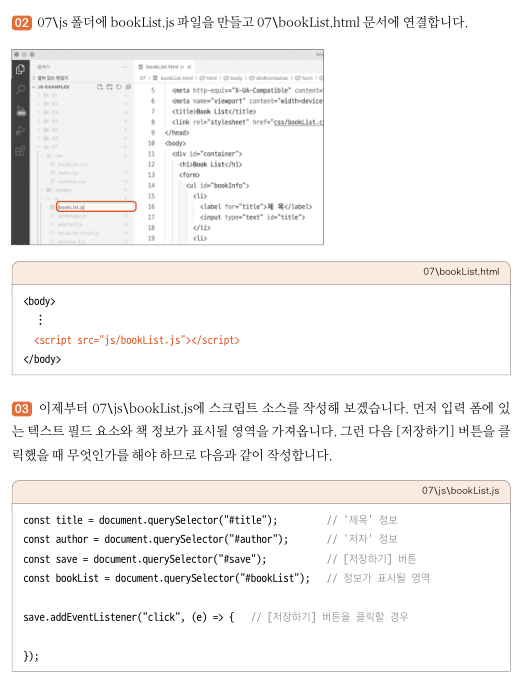 02 07\js 폴더에 bookList.js 파일을 만들고 07\bookList.html 문서에 연결합니다.
JS-EXAMPLES
bookList.html
07 > bookList.html > html > body > div#container > form >
5 <meta http-equiv="X-UA-Compatible" content=
6 <meta name="viewport" content="width=device
7 <title>Book List</title>
8 <link rel="stylesheet" href="css/bookList.c
9 </head>
10 <body>
11 <div id="container">
12 <h1>Book List</h1>
13 <form>
14 <ul id="bookInfo">
15 <li>
16 <label for="title">제 목</label>
17 <input type="text" id="title">
18 </li>
19 <li>
bookList.js
07\bookList.html
<body>
⋮
<script src="js/bookList.js"></script>
</body>
03 이제부터 07\js\bookList.js에 스크립트 소스를 작성해 보겠습니다. 먼저 입력 폼에 있
는 텍스트 필드 요소와 책 정보가 표시될 영역을 가져옵니다. 그런 다음 [저장하기] 버튼을 클
릭했을 때 무엇인가를 해야 하므로 다음과 같이 작성합니다.
07\js\bookList.js
const title = document.querySelector("#title"); // '제목' 정보
const author = document.querySelector("#author"); // '저자' 정보
const save = document.querySelector("#save"); // [저장하기] 버튼
const bookList = document.querySelector("#bookList"); // 정보가 표시될 영역
save.addEventListener("click", (e) => { // [저장하기] 버튼을 클릭할 경우
});